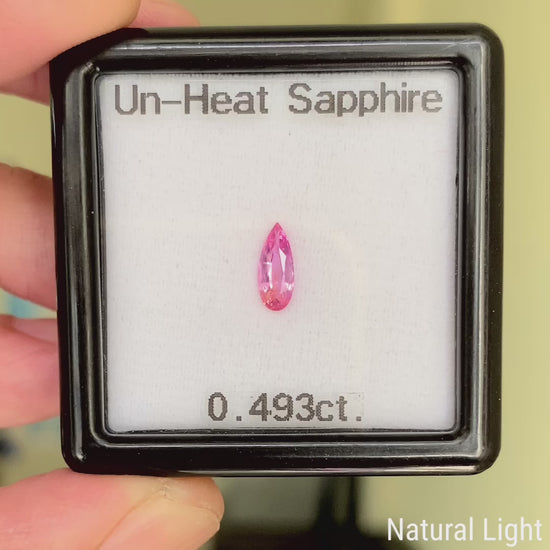 Un-Heat Sapphire
0.493ct.
Natural Light